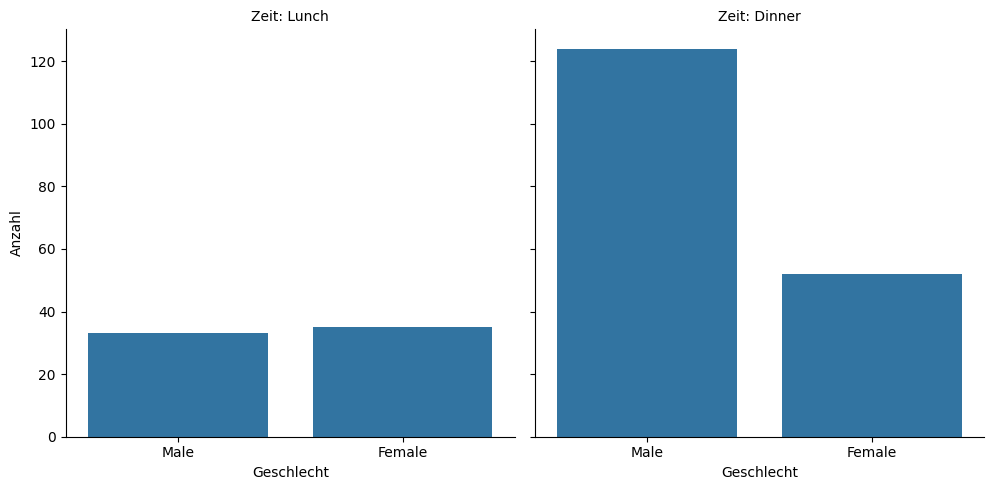 Zeit: Lunch
Zeit: Dinner
Anzahl
120
100
80
60
40
20
0
Male
Female
Male
Female
Geschlecht
Geschlecht